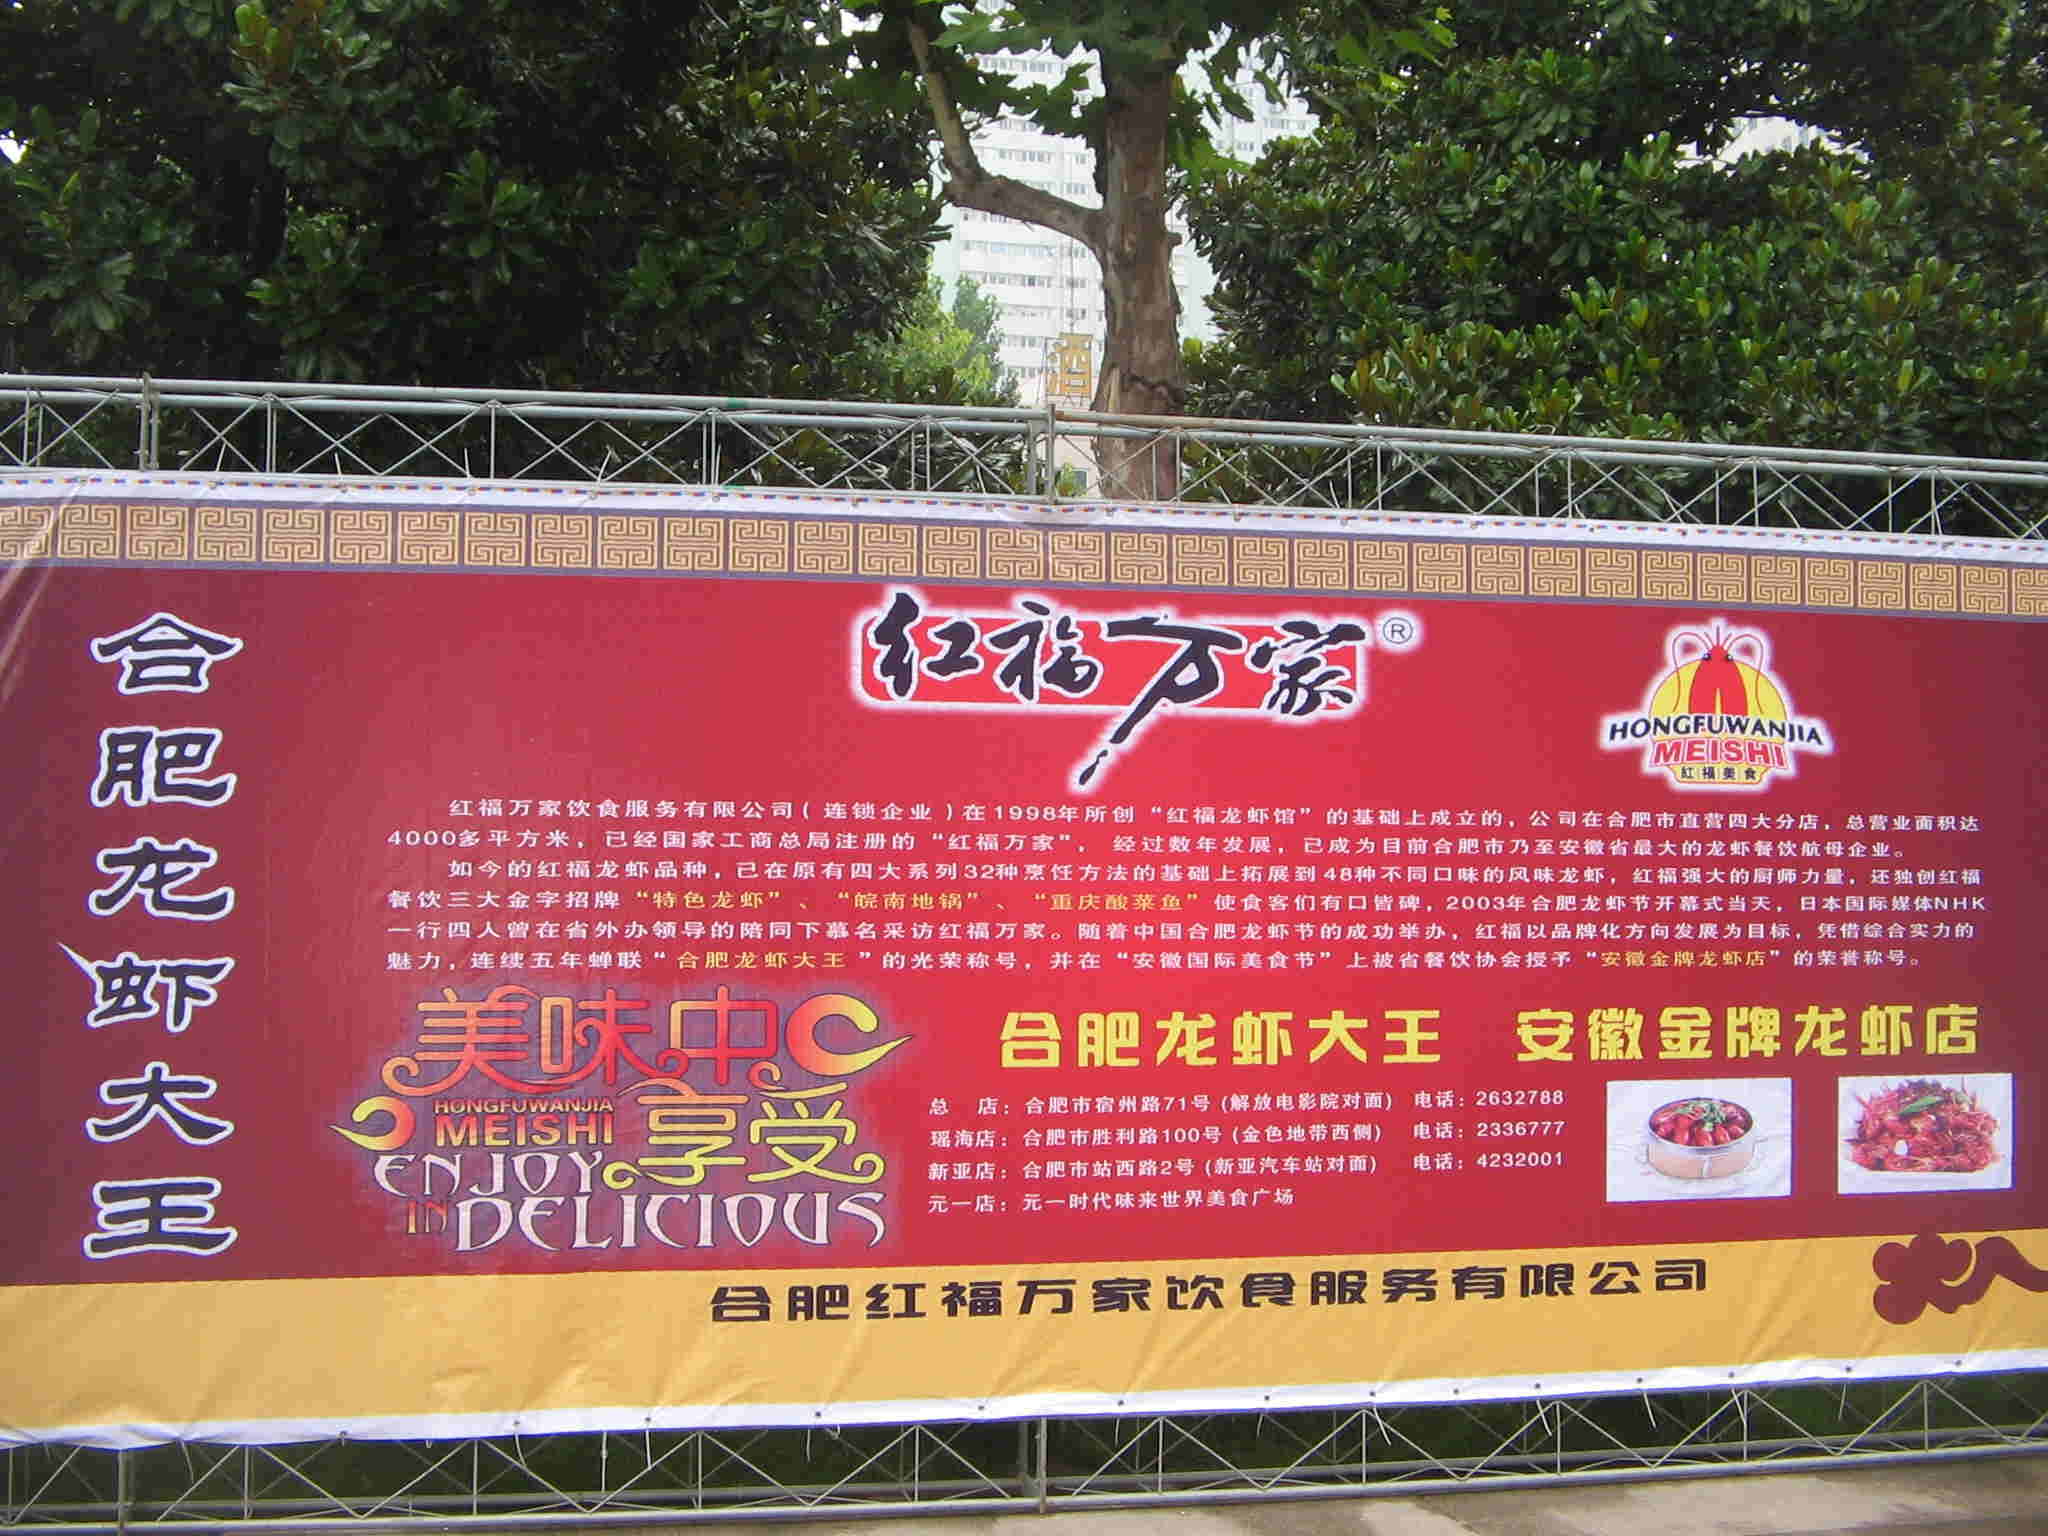 酒
合肥龙虾大王
红福万家®
HONGFUWANJIA
MEISHI
紅福美食
红福万家饮食服务有限公司(连锁企业)在1998年所创“红福龙虾馆”的基础上成立的，公司在合肥市直营四大分店，总营业面积达
4000多平方米，已经国家工商总局注册的“红福万家”，经过数年发展，已成为目前合肥市乃至安徽省最大的龙虾餐饮航母企业。
如今的红福龙虾品种，已在原有四大系列32种烹饪方法的基础上拓展到48种不同口味的风味龙虾，红福强大的厨师力量，还独创红福
餐饮三大金字招牌“特色龙虾”、“皖南地锅”、“重庆酸菜鱼”使食客们有口皆碑，2003年合肥龙虾节开幕式当天，日本国际媒体NHK
一行四人曾在省外办领导的陪同下慕名采访红福万家。随着中国合肥龙虾节的成功举办，红福以品牌化方向发展为目标，凭借综合实力的
魅力，连续五年蝉联“合肥龙虾大王”的光荣称号，并在“安徽国际美食节”上被省餐饮协会授予“安徽金牌龙虾店”的荣誉称号。
美味中
享受
HONGFUWANJIA
MEISHI
ENJOY
IN DELICIOUS
合肥龙虾大王 安徽金牌龙虾店
总 店：合肥市宿州路71号(解放电影院对面) 电话：2632788
瑶海店：合肥市胜利路100号(金色地带西侧) 电话：2336777
新亚店：合肥市站西路2号(新亚汽车站对面) 电话：4232001
元一店：元一时代味来世界美食广场
合肥红福万家饮食服务有限公司